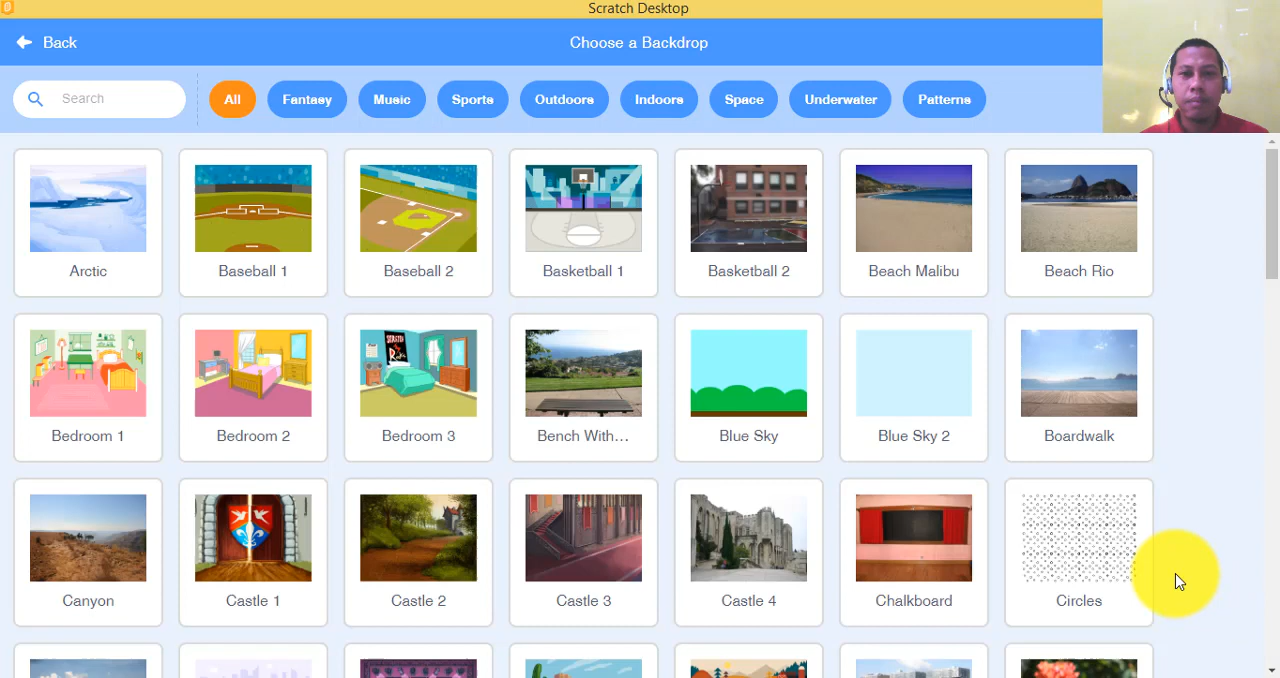 Scratch Desktop
Back
Choose a Backdrop
Search
All
Fantasy
Music
Sports
Outdoors
Indoors
Space
Underwater
Patterns
Arctic
Baseball 1
Baseball 2
Basketball 1
Basketball 2
Beach Malibu
Beach Rio
Bedroom 1
Bedroom 2
Bedroom 3
Bench With...
Blue Sky
Blue Sky 2
Boardwalk
Canyon
Castle 1
Castle 2
Castle 3
Castle 4
Chalkboard
Circles